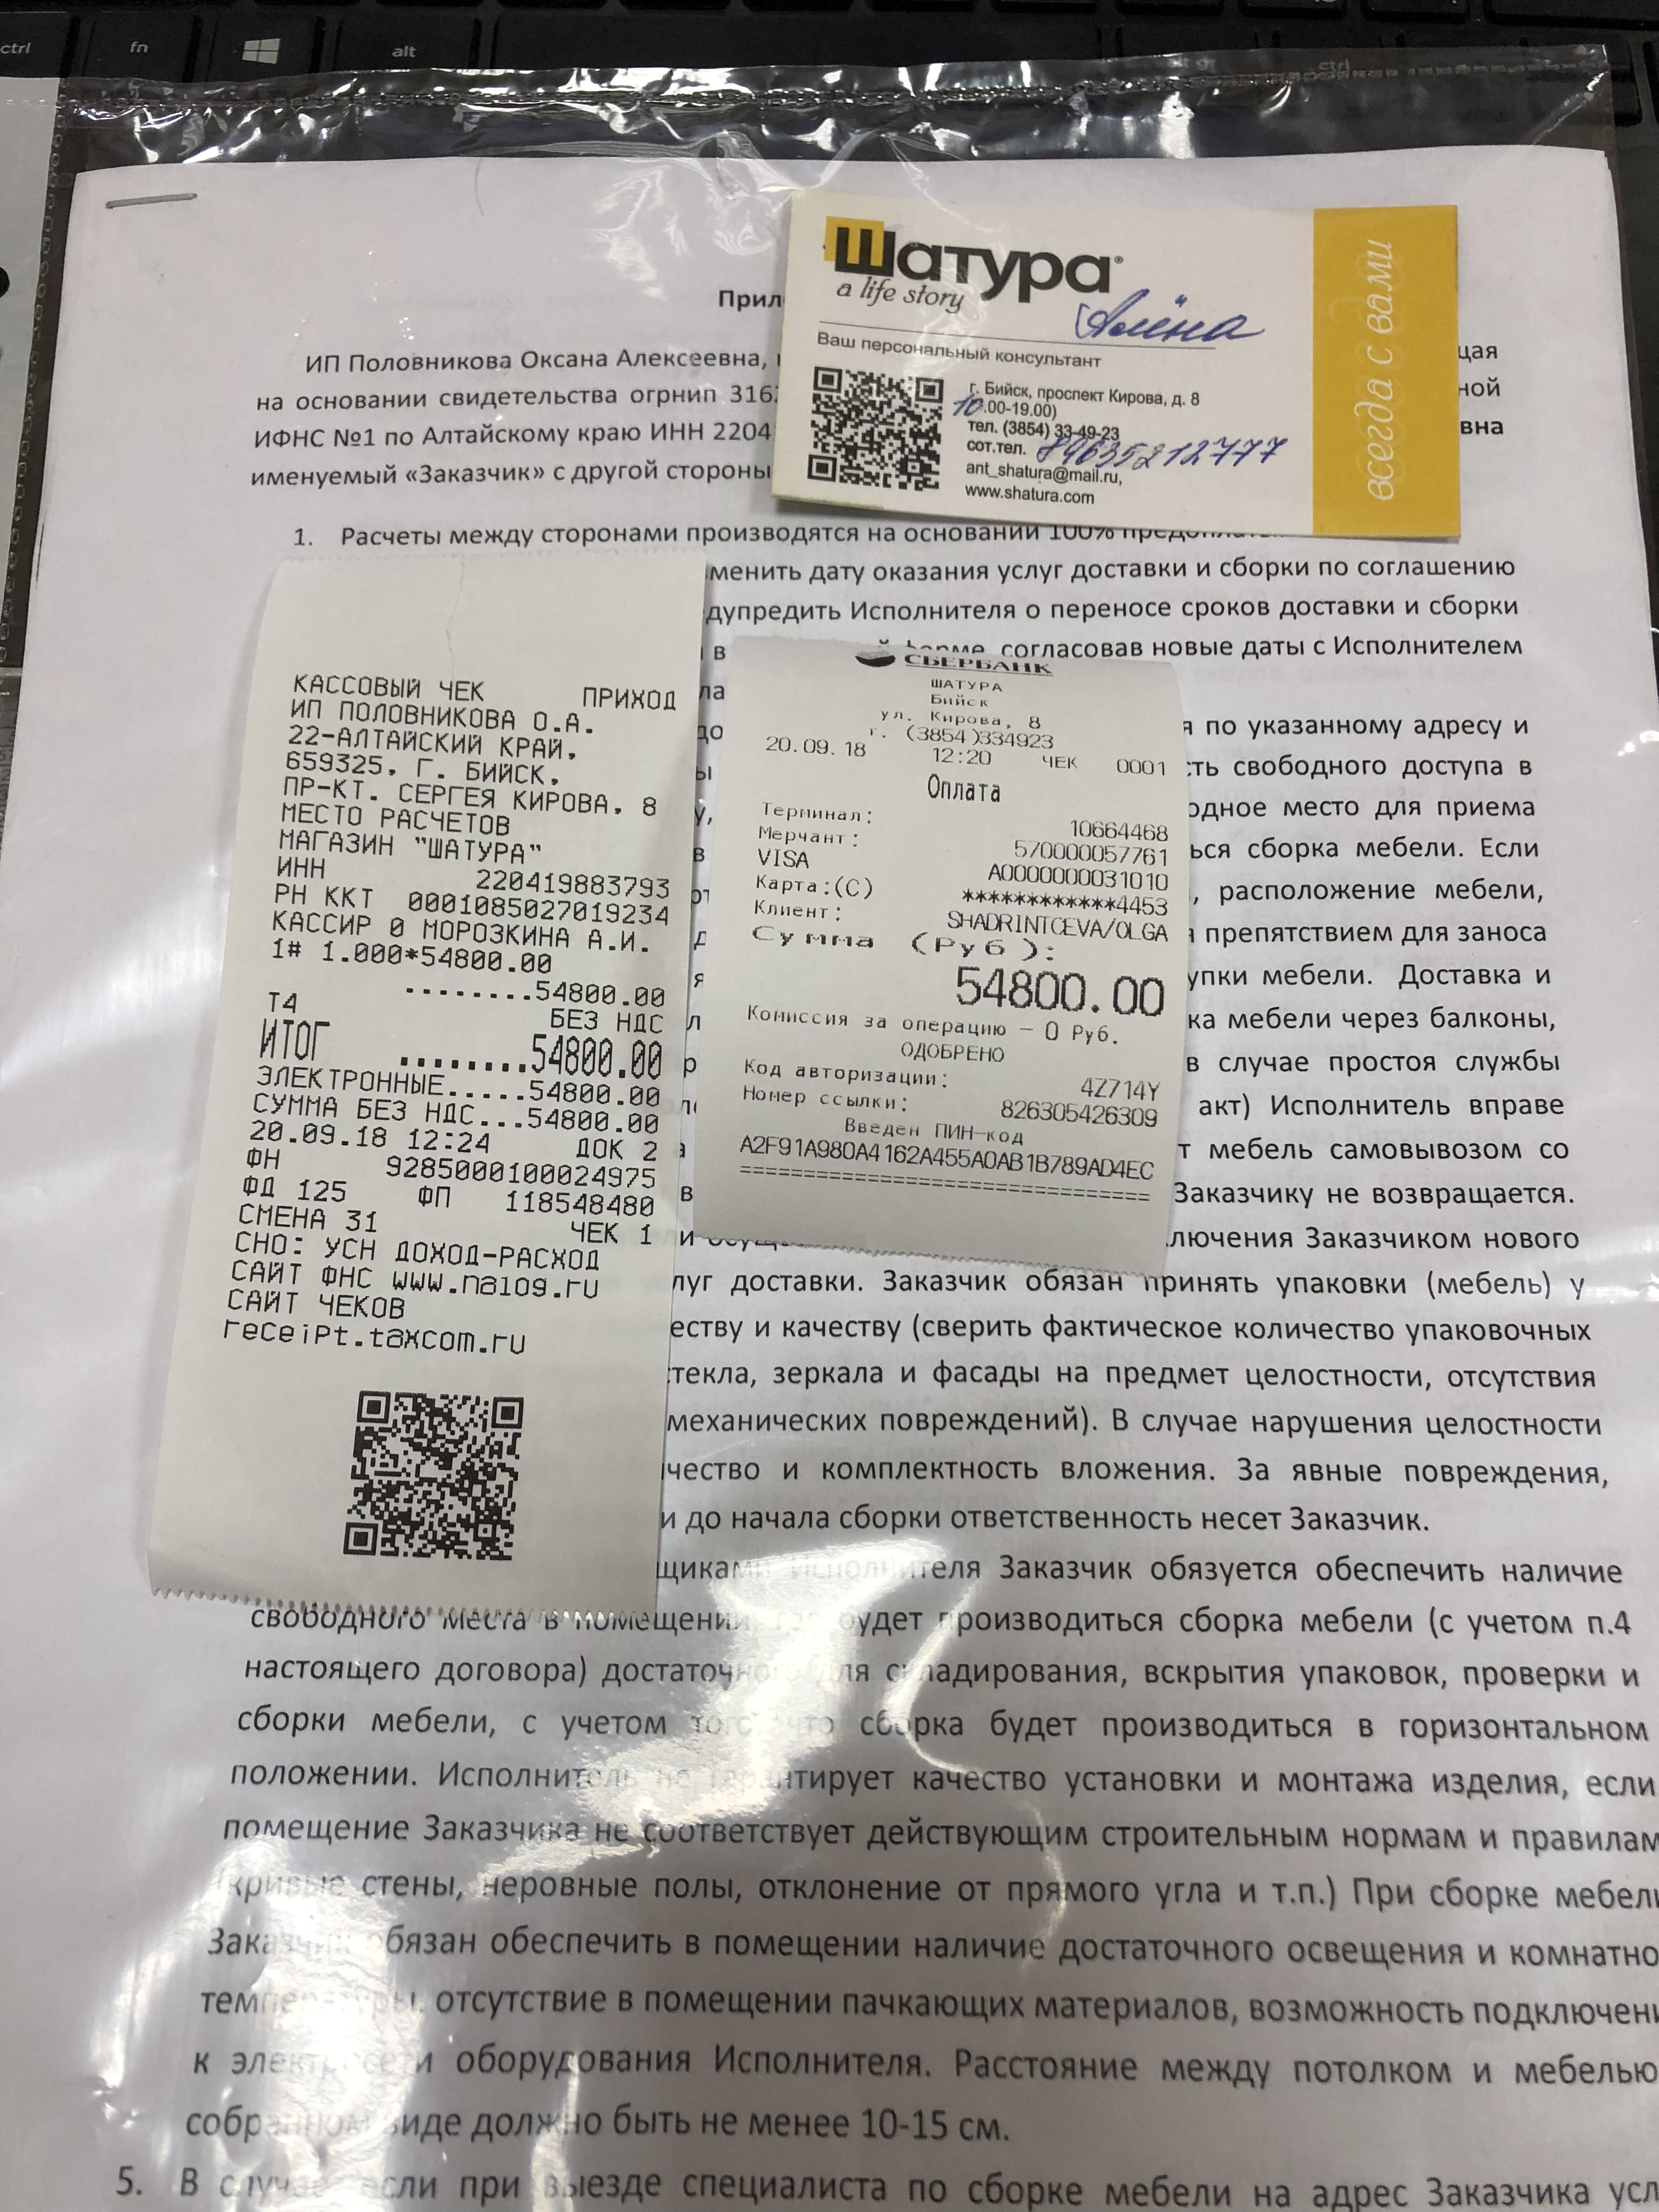 ctrl
fn
alt
ctrl
Шатура
a life story
Алёна
Ваш персональный консультант
г. Бийск, проспект Кирова, д. 8
10.00-19.00)
тел. (3854) 33-49-23
сот.тел. 89635212777
ant_shatura@mail.ru,
www.shatura.com
всегда с вами
Прил
ИП Половникова Оксана Алексеевна,
щая
на основании свидетельства огрнип 316
ной
ИФНС №1 по Алтайскому краю ИНН 2204
вна
именуемый «Заказчик» с другой стороны
1. Расчеты между сторонами производятся на основании 100%
менить дату оказания услуг доставки и сборки по соглашению
дупредить Исполнителя о переносе сроков доставки и сборки
в согласовав новые даты с Исполнителем
КАССОВЫЙ ЧЕК ПРИХОД
ИП ПОЛОВНИКОВА О.А.
22-АЛТАЙСКИЙ КРАЙ,
659325, Г. БИЙСК,
ПР-КТ. СЕРГЕЯ КИРОВА, 8
МЕСТО РАСЧЕТОВ
МАГАЗИН "ШАТУРА"
ИНН 220419883793
РН ККТ 0001085027019234
КАССИР 0 МОРОЗКИНА А.И.
1# 1.000*54800.00
........54800.00
Т4 БЕЗ НДС
ИТОГ ........54800.00
ЭЛЕКТРОННЫЕ.....54800.00
СУММА БЕЗ НДС...54800.00
20.09.18 12:24 ДОК 2
ФН 9285000100024975
ФД 125 ФП 118548480
СМЕНА 31 ЧЕК 1
СНО: УСН ДОХОД-РАСХОД
САЙТ ФНС www.nalog.ru
САЙТ ЧЕКОВ
receipt.taxcom.ru
СБЕРБАНК
ШАТУРА
Бийск
ул. Кирова, 8
т. (3854)334923
20.09.18 12:20 ЧЕК 0001
Оплата
Терминал: 10664468
Мерчант: 570000057761
VISA A0000000031010
Карта:(C) ************4453
Клиент: SHADRINTCEVA/OLGA
Сумма (Руб):
54800.00
Комиссия за операцию — 0 Руб.
ОДОБРЕНО
Код авторизации: 4Z714Y
Номер ссылки: 826305426309
Введен ПИН-код
A2F91A980A4162A455A0AB1B789AD4EC
==============================
я по указанному адресу и
сть свободного доступа в
одное место для приема
ься сборка мебели. Если
, расположение мебели,
я препятствием для заноса
упки мебели. Доставка и
ка мебели через балконы,
в случае простоя службы
акт) Исполнитель вправе
т мебель самовывозом со
Заказчику не возвращается.
лючения Заказчиком нового
луг доставки. Заказчик обязан принять упаковки (мебель) у
еству и качеству (сверить фактическое количество упаковочных
текла, зеркала и фасады на предмет целостности, отсутствия
механических повреждений). В случае нарушения целостности
чество и комплектность вложения. За явные повреждения,
и до начала сборки ответственность несет Заказчик.
щиками Исполнителя Заказчик обязуется обеспечить наличие
свободного места в помещении, где будет производиться сборка мебели (с учетом п.4
настоящего договора) достаточного для складирования, вскрытия упаковок, проверки и
сборки мебели, с учетом того что сборка будет производиться в горизонтальном
положении. Исполнитель не гарантирует качество установки и монтажа изделия, если
помещение Заказчика не соответствует действующим строительным нормам и правилам
(кривые стены, неровные полы, отклонение от прямого угла и т.п.) При сборке мебели
Заказчик обязан обеспечить в помещении наличие достаточного освещения и комнатно
температуры, отсутствие в помещении пачкающих материалов, возможность подключени
к электросети оборудования Исполнителя. Расстояние между потолком и мебелью
собранном виде должно быть не менее 10-15 см.
5. В случае если при выезде специалиста по сборке мебели на адрес Заказчика усл